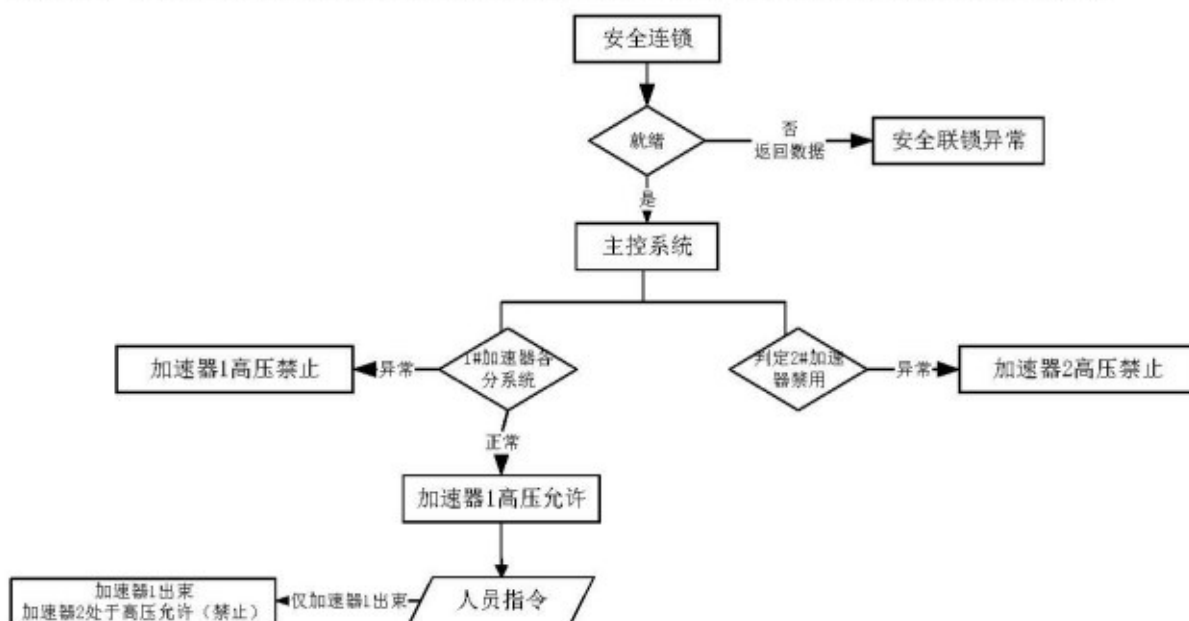 安全连锁
就绪
否
返回数据
安全联锁异常
是
主控系统
加速器1高压禁止
异常
1#加速器各
分系统
判定2#加速
器禁用
异常
加速器2高压禁止
正常
加速器1高压允许
加速器1出束
加速器2处于高压允许（禁止）
仅加速器1出束
人员指令